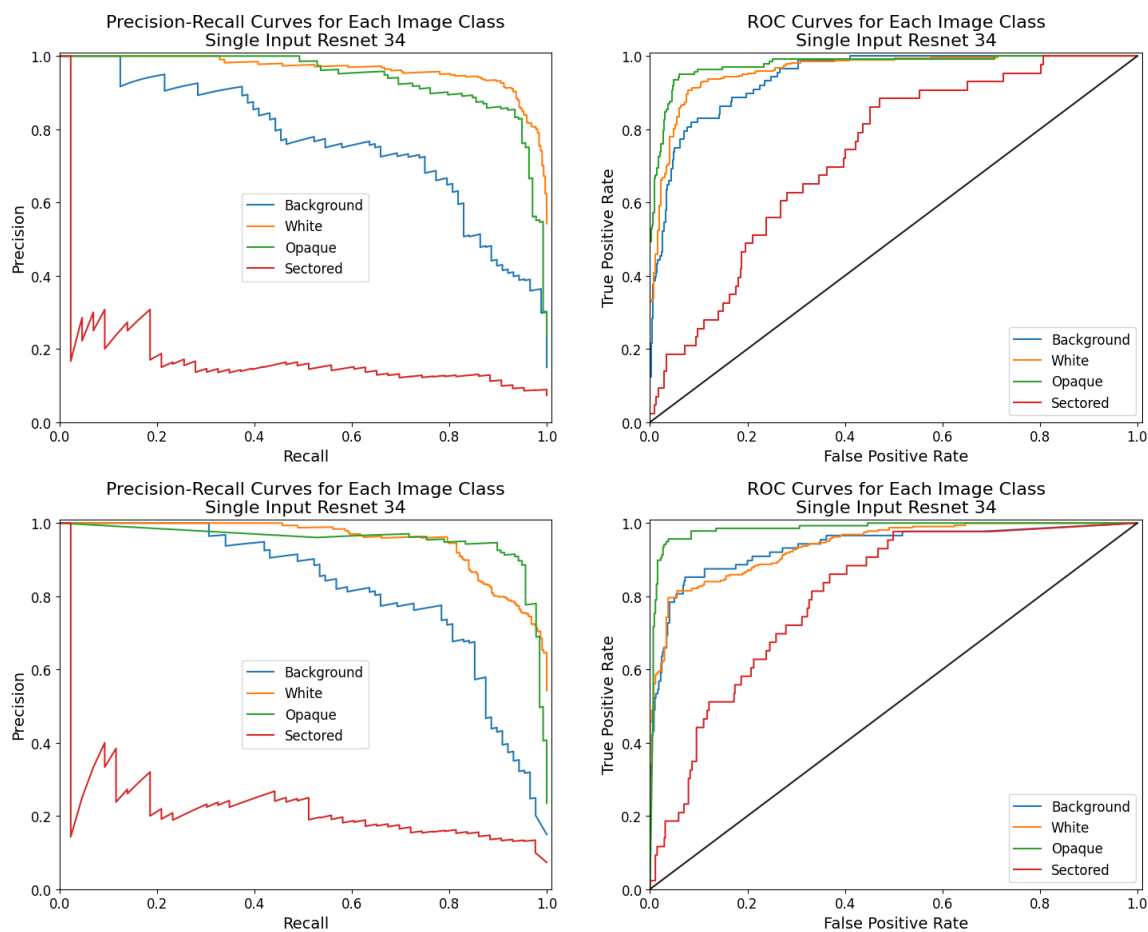 Precision-Recall Curves for Each Image Class
Single Input Resnet 34
1.0
0.8
0.6
0.4
0.2
0.0
Precision
Background
White
Opaque
Sectored
0.0 0.2 0.4 0.6 0.8 1.0
Recall
ROC Curves for Each Image Class
Single Input Resnet 34
1.0
0.8
0.6
0.4
0.2
0.0
True Positive Rate
Background
White
Opaque
Sectored
0.0 0.2 0.4 0.6 0.8 1.0
False Positive Rate
Precision-Recall Curves for Each Image Class
Single Input Resnet 34
1.0
0.8
0.6
0.4
0.2
0.0
Precision
Background
White
Opaque
Sectored
0.0 0.2 0.4 0.6 0.8 1.0
Recall
ROC Curves for Each Image Class
Single Input Resnet 34
1.0
0.8
0.6
0.4
0.2
0.0
True Positive Rate
Background
White
Opaque
Sectored
0.0 0.2 0.4 0.6 0.8 1.0
False Positive Rate